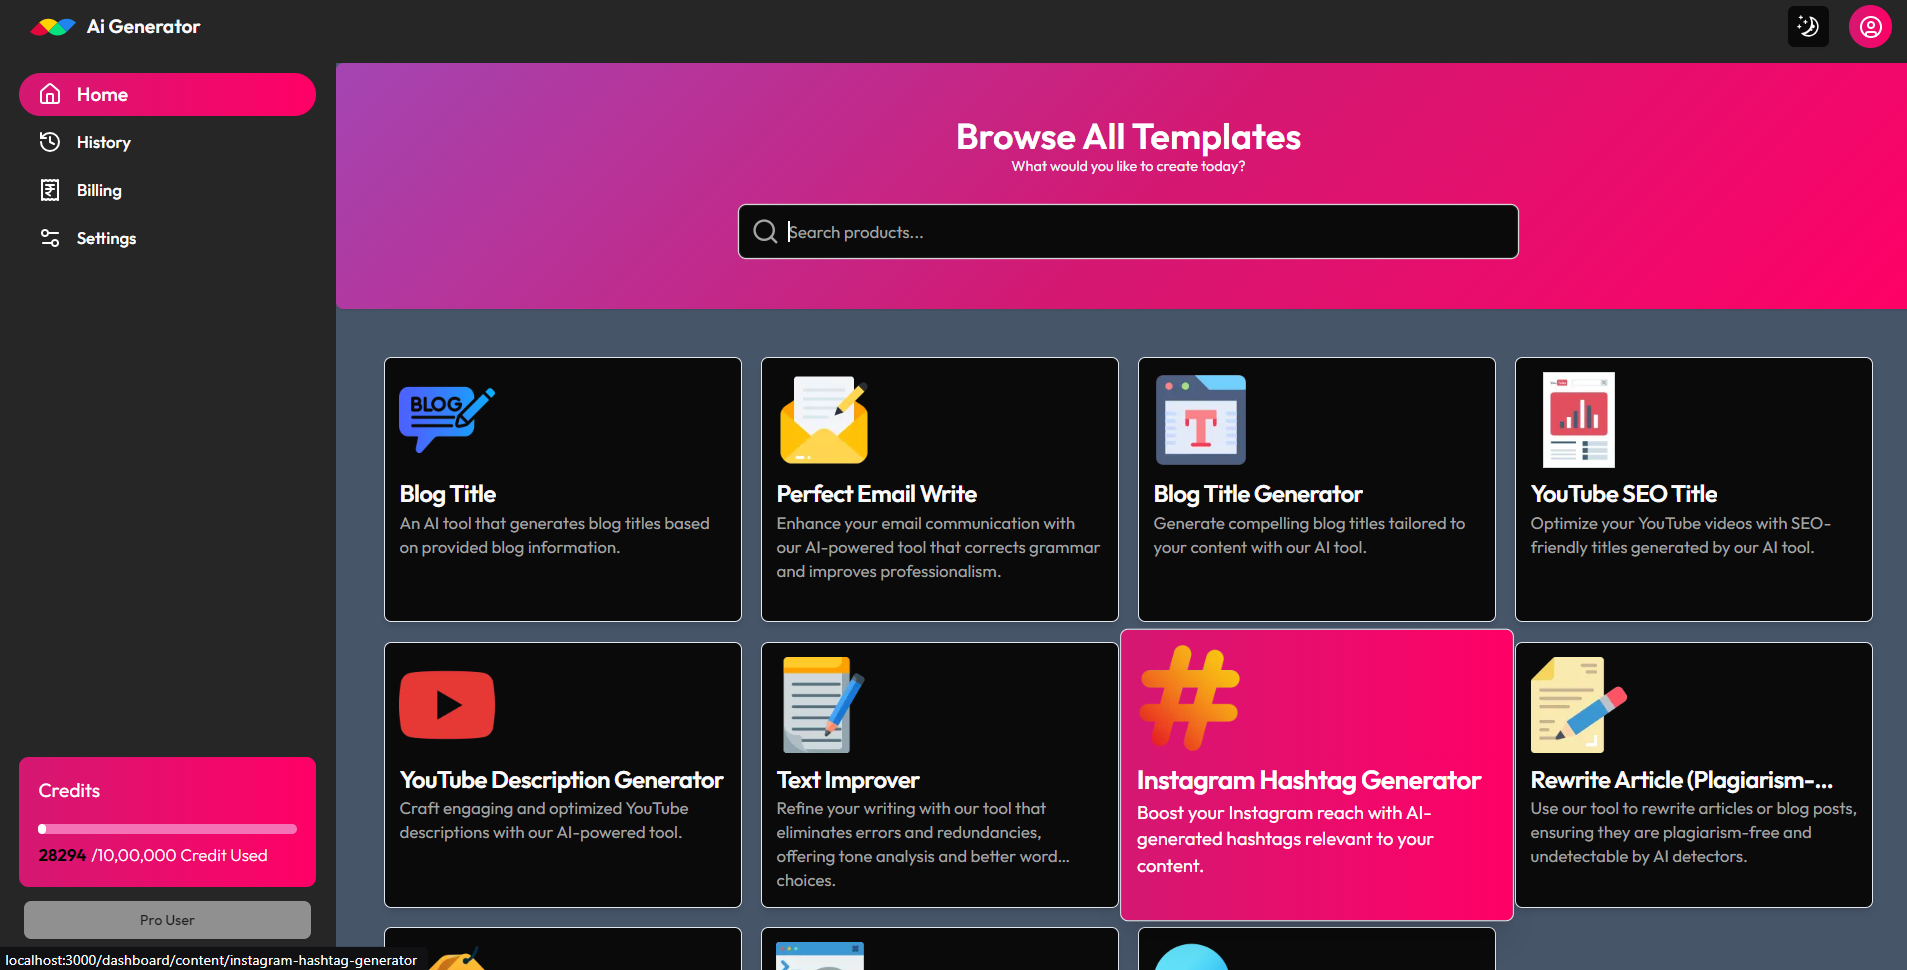 Ai Generator
Home
History
Billing
Settings
Browse All Templates
What would you like to create today?
Search products...
BLOG
Blog Title
An AI tool that generates blog titles based
on provided blog information.
Perfect Email Write
Enhance your email communication with
our AI-powered tool that corrects grammar
and improves professionalism.
T
Blog Title Generator
Generate compelling blog titles tailored to
your content with our AI tool.
YouTube SEO Title
Optimize your YouTube videos with SEO-
friendly titles generated by our AI tool.
YouTube Description Generator
Craft engaging and optimized YouTube
descriptions with our AI-powered tool.
Text Improver
Refine your writing with our tool that
eliminates errors and redundancies,
offering tone analysis and better word...
choices.
#
Instagram Hashtag Generator
Boost your Instagram reach with AI-
generated hashtags relevant to your
content.
Rewrite Article (Plagiarism-...
Use our tool to rewrite articles or blog posts,
ensuring they are plagiarism-free and
undetectable by AI detectors.
Credits
28294 /10,00,000 Credit Used
Pro User
localhost:3000/dashboard/content/instagram-hashtag-generator